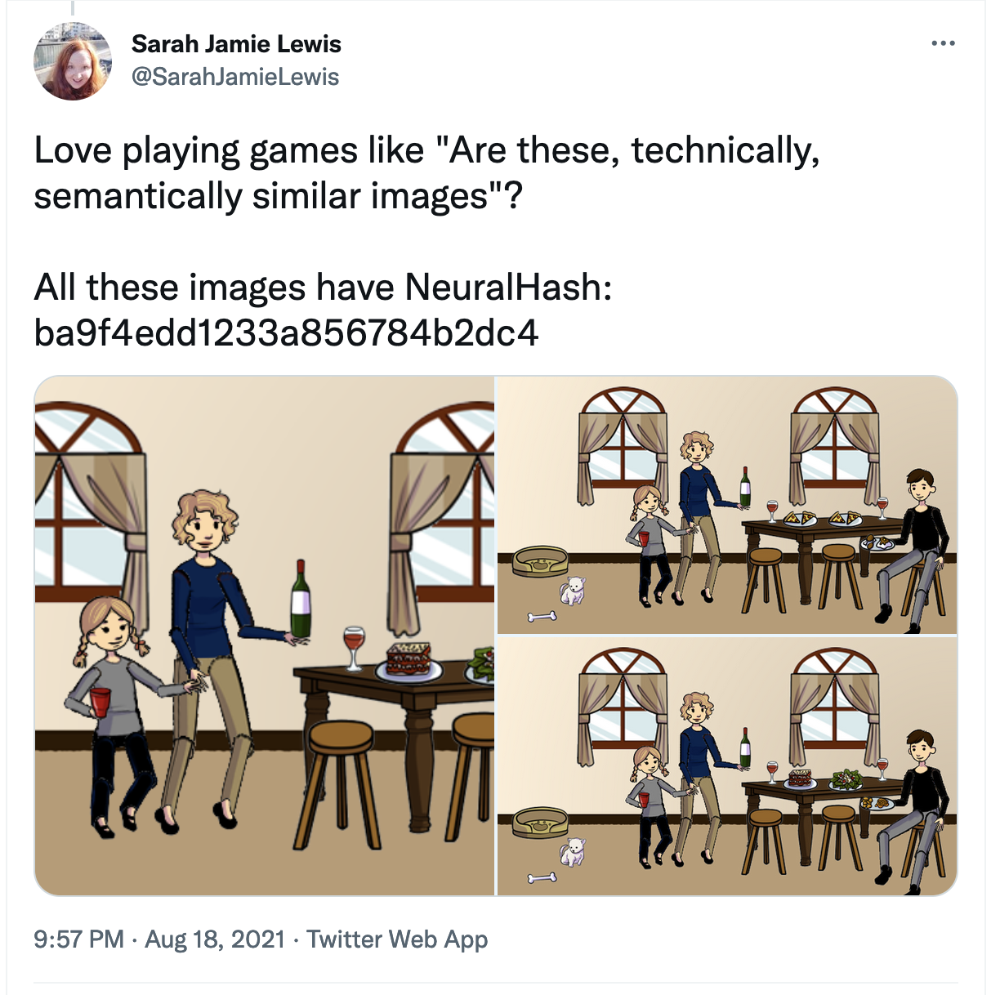 Sarah Jamie Lewis
@SarahJamieLewis
Love playing games like "Are these, technically,
semantically similar images"?
All these images have NeuralHash:
ba9f4edd1233a856784b2dc4
9:57 PM · Aug 18, 2021 · Twitter Web App